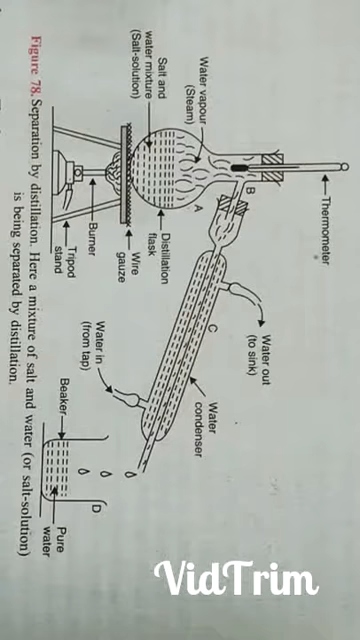 Thermometer
Water vapour
(Steam)
Salt and
water mixture
(Salt-solution)
B
A
Distillation
flask
Wire
gauze
Burner
Tripod
stand
Water out
(to sink)
C
Water
condenser
Water in
(from tap)
Beaker
D
Pure
water
Figure 78. Separation by distillation. Here a mixture of salt and water (or salt-solution)
is being separated by distillation.
VidTrim